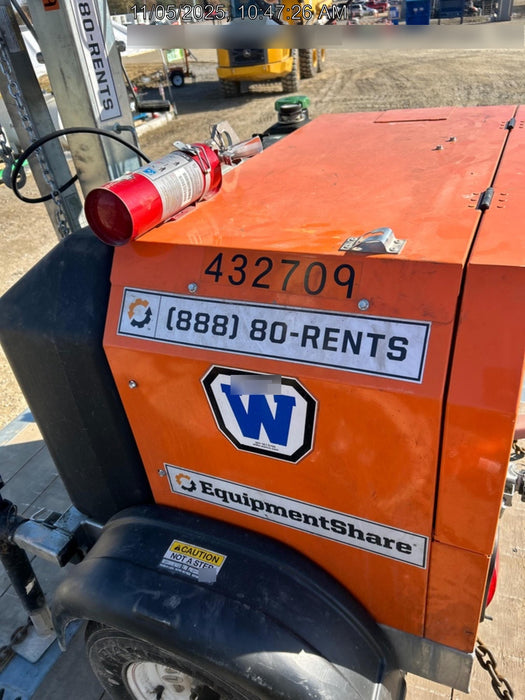 11/05/2025, 10:47:26 AM
80-RENTS
432709
(888) 80-RENTS
W
EquipmentShare
CAUTION
NOT A STEP